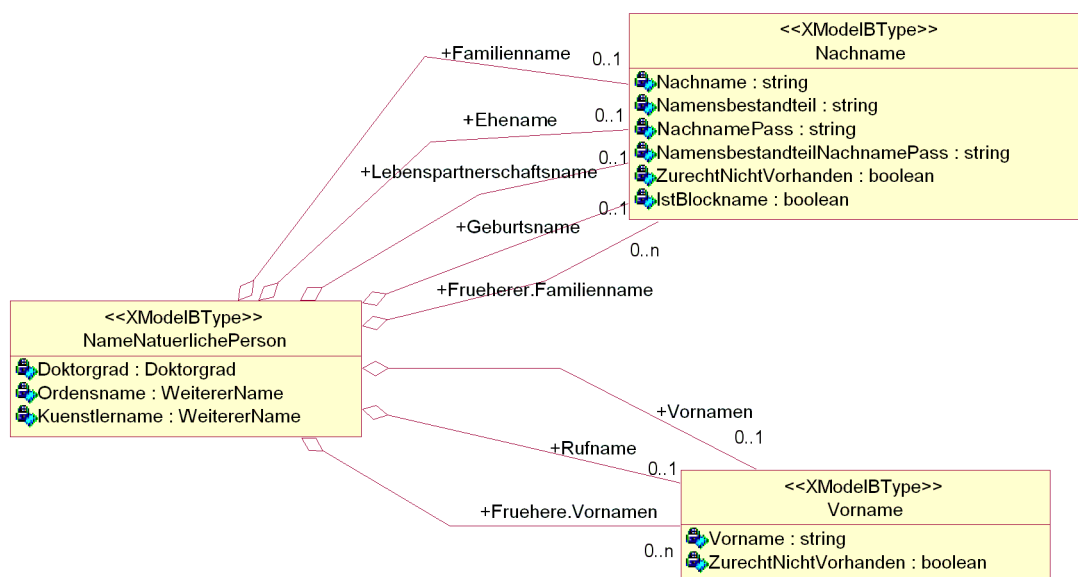 <<XModelBType>>
Nachname
Nachname : string
Namensbestandteil : string
NachnamePass : string
NamensbestandteilNachnamePass : string
ZurechtNichtVorhanden : boolean
IstBlockname : boolean
+Familienname
0..1
+Ehename
0..1
+Lebenspartnerschaftsname
0..1
+Geburtsname
0..1
+Frueherer.Familienname
0..n
<<XModelBType>>
NameNatuerlichePerson
Doktorgrad : Doktorgrad
Ordensname : WeitererName
Kuenstlername : WeitererName
+Vornamen
0..1
+Rufname
0..1
+Fruehere.Vornamen
0..n
<<XModelBType>>
Vorname
Vorname : string
ZurechtNichtVorhanden : boolean